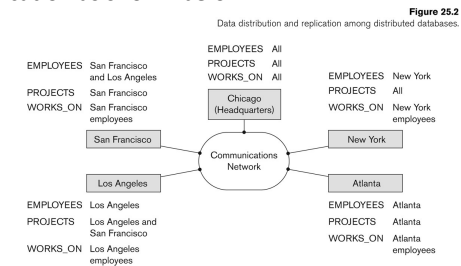 Figure 25.2
Data distribution and replication among distributed databases.
EMPLOYEES All
PROJECTS All
WORKS_ON All
Chicago
(Headquarters)
EMPLOYEES San Francisco
and Los Angeles
PROJECTS San Francisco
WORKS_ON San Francisco
employees
San Francisco
EMPLOYEES New York
PROJECTS All
WORKS_ON New York
employees
New York
Communications
Network
Los Angeles
EMPLOYEES Los Angeles
PROJECT Los Angeles and
San Francisco
WORKS_ON Los Angeles
employees
Atlanta
EMPLOYEES Atlanta
PROJECTS Atlanta
WORKS_ON Atlanta
employees